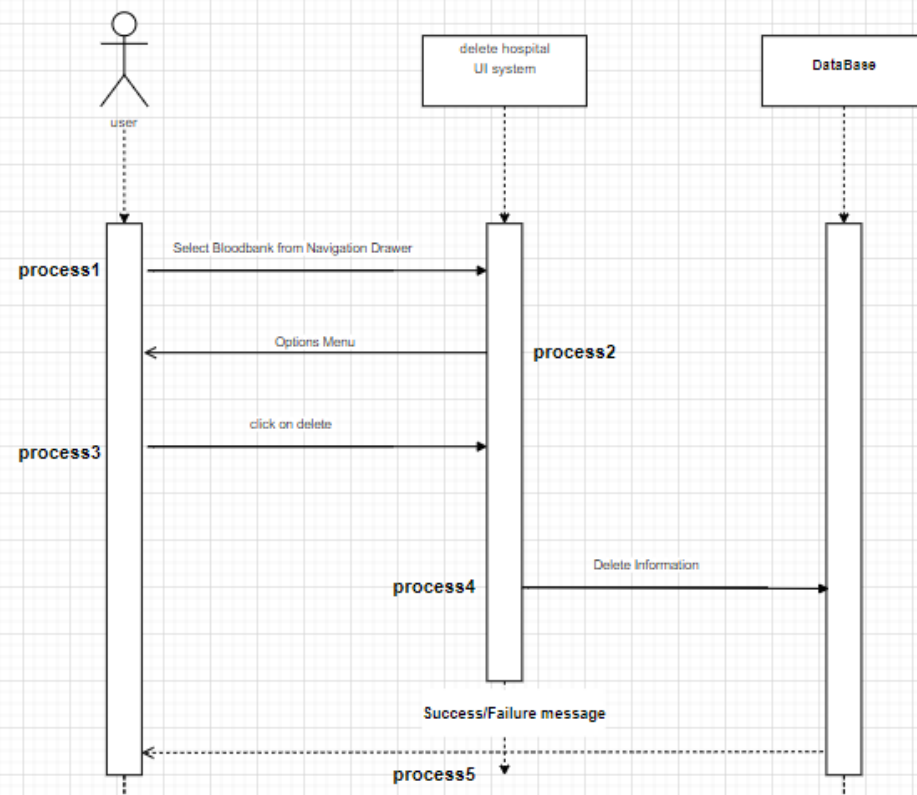 delete hospital
UI system
DataBase
user
Select Bloodbank from Navigation Drawer
process1
Options Menu
process2
click on delete
process3
Delete Information
process4
Success/Failure message
process5